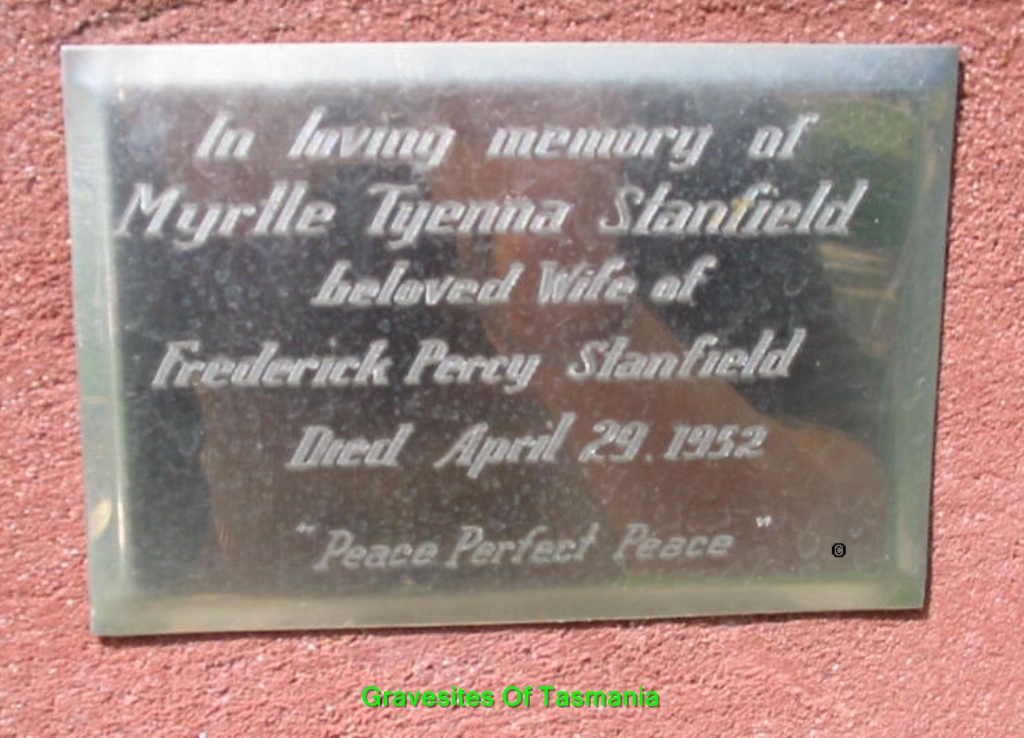 In loving memory of
Myrtle Tyenna Stanfield
beloved Wife of
Frederick Percy Stanfield
Died April 29. 1952
"Peace Perfect Peace"
©
Gravesites Of Tasmania